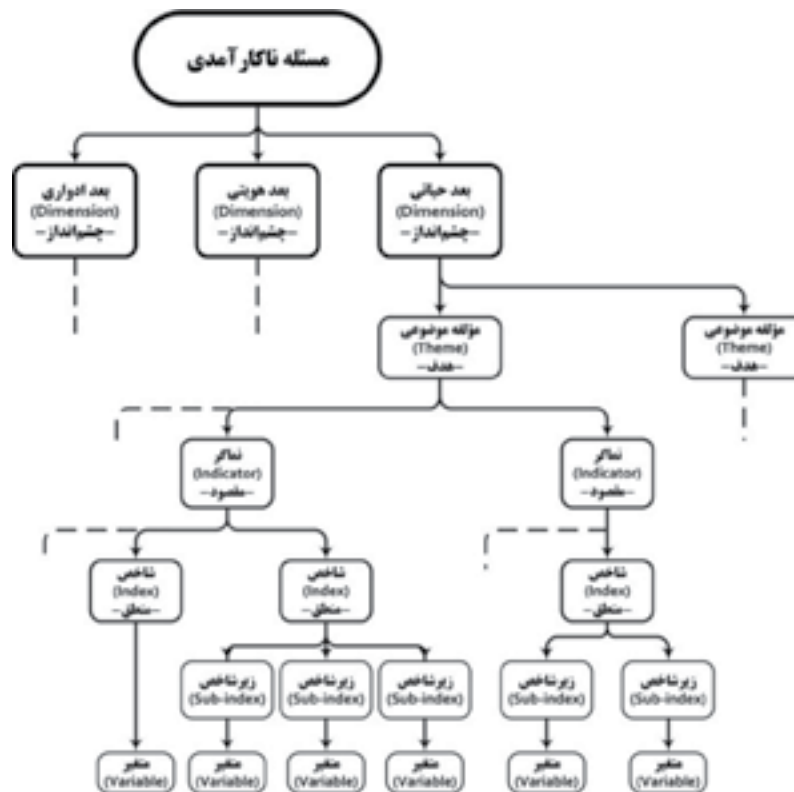 مسئله ناکارآمدی
بعد حیاتی
(Dimension)
-چشم‌انداز-
بعد هویتی
(Dimension)
-چشم‌انداز-
بعد ادواری
(Dimension)
-چشم‌انداز-
مؤلفه موضوعی
(Theme)
-هدف-
مؤلفه موضوعی
(Theme)
-هدف-
نماگر
(Indicator)
-مقصود-
نماگر
(Indicator)
-مقصود-
شاخص
(Index)
-منطق-
شاخص
(Index)
-منطق-
شاخص
(Index)
-منطق-
زیرشاخص
(Sub-index)
زیرشاخص
(Sub-index)
زیرشاخص
(Sub-index)
زیرشاخص
(Sub-index)
زیرشاخص
(Sub-index)
متغیر
(Variable)
متغیر
(Variable)
متغیر
(Variable)
متغیر
(Variable)
متغیر
(Variable)
متغیر
(Variable)